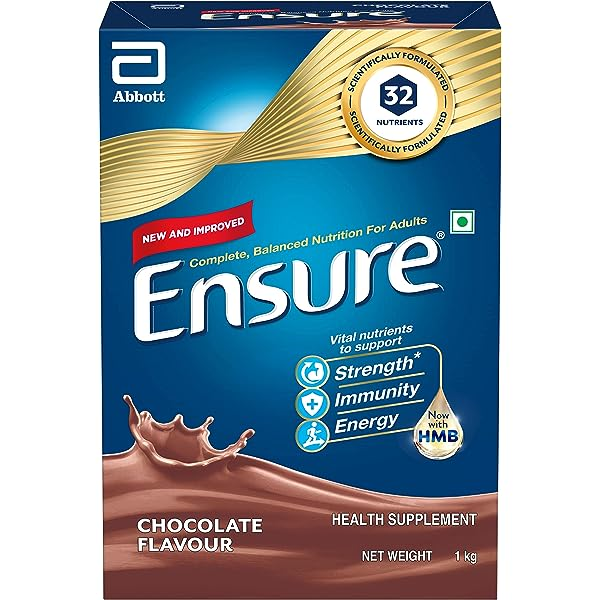 Abbott
SCIENTIFICALLY FORMULATED
32
NUTRIENTS
SCIENTIFICALLY FORMULATED
NEW AND IMPROVED
Complete, Balanced Nutrition For Adults
Ensure®
Vital nutrients
to support
Strength*
Immunity
Energy
Now
with
HMB
CHOCOLATE
FLAVOUR
HEALTH SUPPLEMENT
NET WEIGHT 1 kg